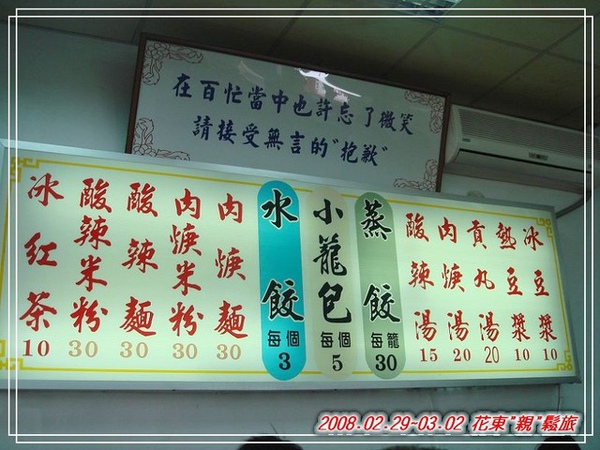 在百忙當中也許忘了微笑
請接受無言的"抱歉"
冰紅茶 10
酸辣米粉 30
酸辣麵 30
肉焿米粉 30
肉焿麵 30
水餃 每個 3
小籠包 每個 5
蒸餃 每籠 30
酸辣湯 15
肉焿湯 20
貢丸湯 20
熱豆漿 10
冰豆漿 10
2008.02.29~03.02 花東"親"鬆旅